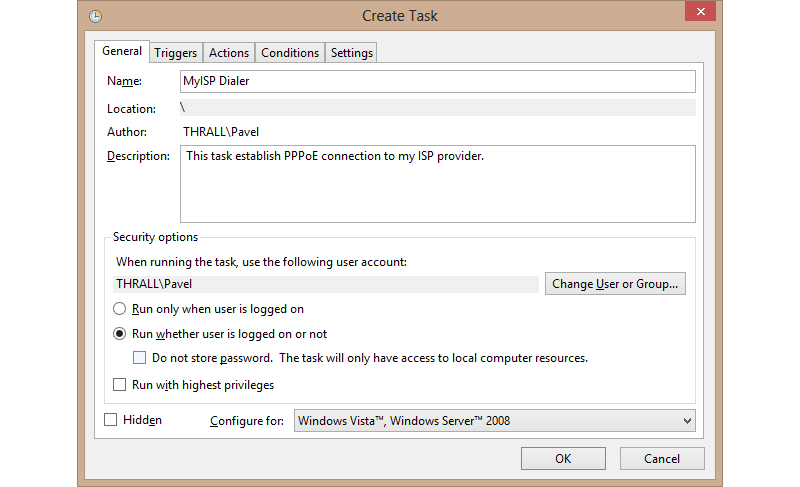 Create Task
General Triggers Actions Conditions Settings
Name: MyISP Dialer
Location: \
Author: THRALL\Pavel
Description: This task establish PPPoE connection to my ISP provider.
Security options
When running the task, use the following user account:
THRALL\Pavel Change User or Group...
Run only when user is logged on
Run whether user is logged on or not
Do not store password. The task will only have access to local computer resources.
Run with highest privileges
Hidden Configure for: Windows Vista™, Windows Server™ 2008
OK Cancel